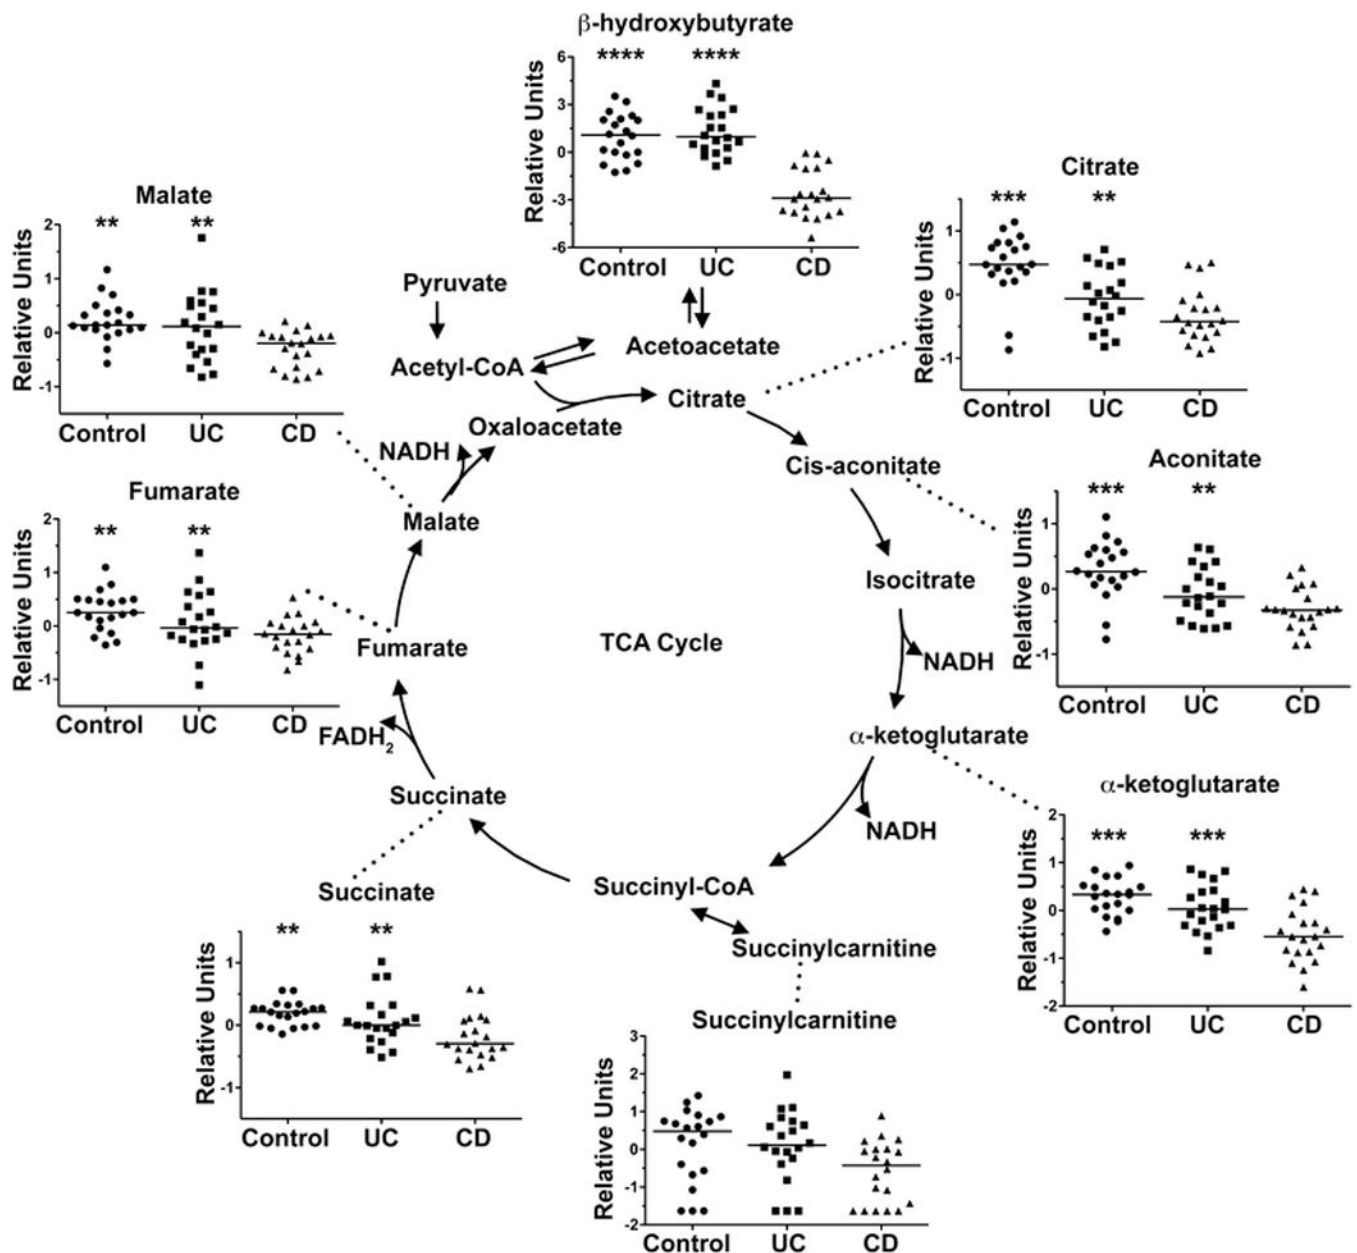 β-hydroxybutyrate
**** ****
Relative Units
6
3
0
-3
-6
Control UC CD
Citrate
*** **
Relative Units
1
0
-1
Control UC CD
Malate
** **
Relative Units
2
1
0
-1
Control UC CD
Pyruvate
Acetyl-CoA
Acetoacetate
Citrate
Oxaloacetate
NADH
Cis-aconitate
Malate
Aconitate
*** **
Relative Units
1
0
-1
Control UC CD
Fumarate
** **
Relative Units
2
1
0
-1
Control UC CD
Isocitrate
TCA Cycle
Fumarate
NADH
FADH2
α-ketoglutarate
Succinate
NADH
α-ketoglutarate
*** ***
Relative Units
2
1
0
-1
-2
Control UC CD
Succinyl-CoA
Succinylcarnitine
Succinate
** **
Relative Units
1
0
-1
Control UC CD
Succinylcarnitine
Relative Units
3
2
1
0
-1
-2
Control UC CD